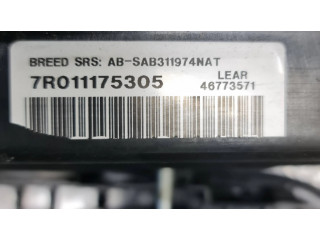 BREED SRS: AB-SAB311974NAT
7R011175305 LEAR
46773571